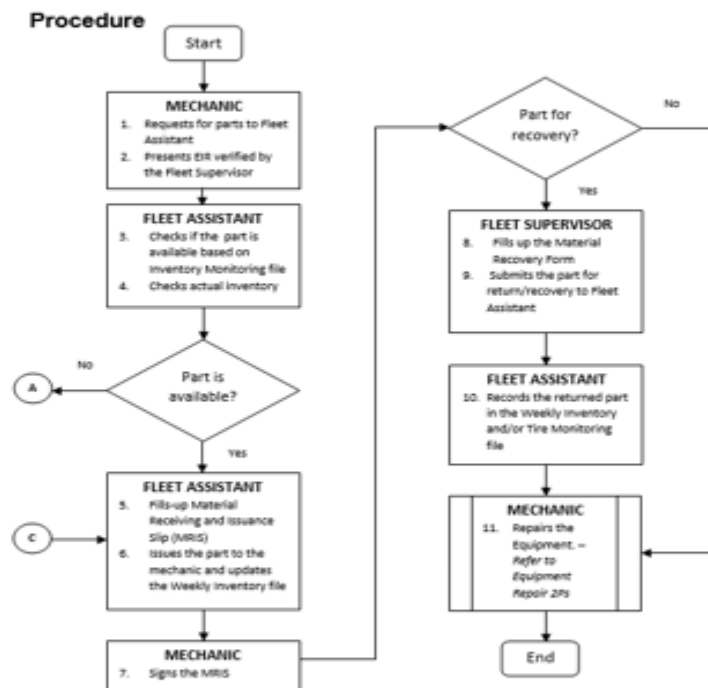 Procedure
Start
MECHANIC
1. Requests for parts to Fleet
Assistant
2. Presents EIR verified by
the Fleet Supervisor
FLEET ASSISTANT
3. Checks if the part is
available based on
Inventory Monitoring file
4. Checks actual inventory
No
A
Part is
available?
Yes
FLEET ASSISTANT
5. Fills-up Material
Receiving and Issuance
Slip (MRIS)
6. Issues the part to the
mechanic and updates
the Weekly Inventory file
C
MECHANIC
7. Signs the MRIS
Part for
recovery?
No
Yes
FLEET SUPERVISOR
8. Fills up the Material
Recovery Form
9. Submits the part for
return/recovery to Fleet
Assistant
FLEET ASSISTANT
10. Records the returned part
in the Weekly Inventory
and/or Tire Monitoring
file
MECHANIC
11. Repairs the
Equipment. –
Refer to
Equipment
Repair 2Ps
End